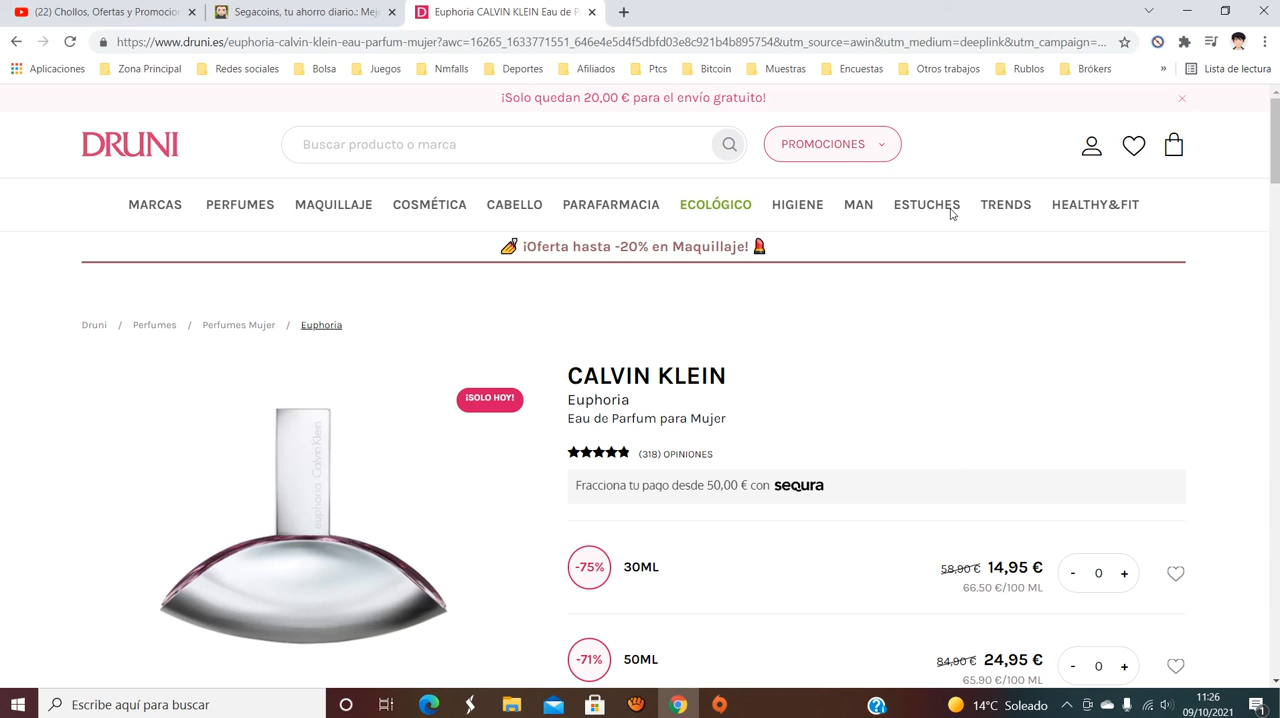 (22) Chollos, Ofertas y Promocion
Segacoins, tu ahorro diario.: Mej
Euphoria CALVIN KLEIN Eau de P
https://www.druni.es/euphoria-calvin-klein-eau-parfum-mujer?awc=16265_1633771551_646e4e5d4f5dbfd03e8c921b4b895754&utm_source=awin&utm_medium=deeplink&utm_campaign=...
Aplicaciones Zona Principal Redes sociales Bolsa Juegos Nmfalls Deportes Afiliados Ptcs Bitcoin Muestras Encuestas Otros trabajos Rublos Brókers » Lista de lectura
¡Solo quedan 20,00 € para el envío gratuito!
DRUNI
Buscar producto o marca
PROMOCIONES
MARCAS PERFUMES MAQUILLAJE COSMÉTICA CABELLO PARAFARMACIA ECOLÓGICO HIGIENE MAN ESTUCHES TRENDS HEALTHY&FIT
¡Oferta hasta -20% en Maquillaje!
Druni / Perfumes / Perfumes Mujer / Euphoria
¡SOLO HOY!
euphoria Calvin Klein
CALVIN KLEIN
Euphoria
Eau de Parfum para Mujer
(318) OPINIONES
Fracciona tu pago desde 50,00 € con seQura
-75% 30ML 58,90 € 14,95 € - 0 +
66.50 €/100 ML
-71% 50ML 84,90 € 24,95 € - 0 +
65.90 €/100 ML
Escribe aquí para buscar
14°C Soleado
11:26
09/10/2021
1